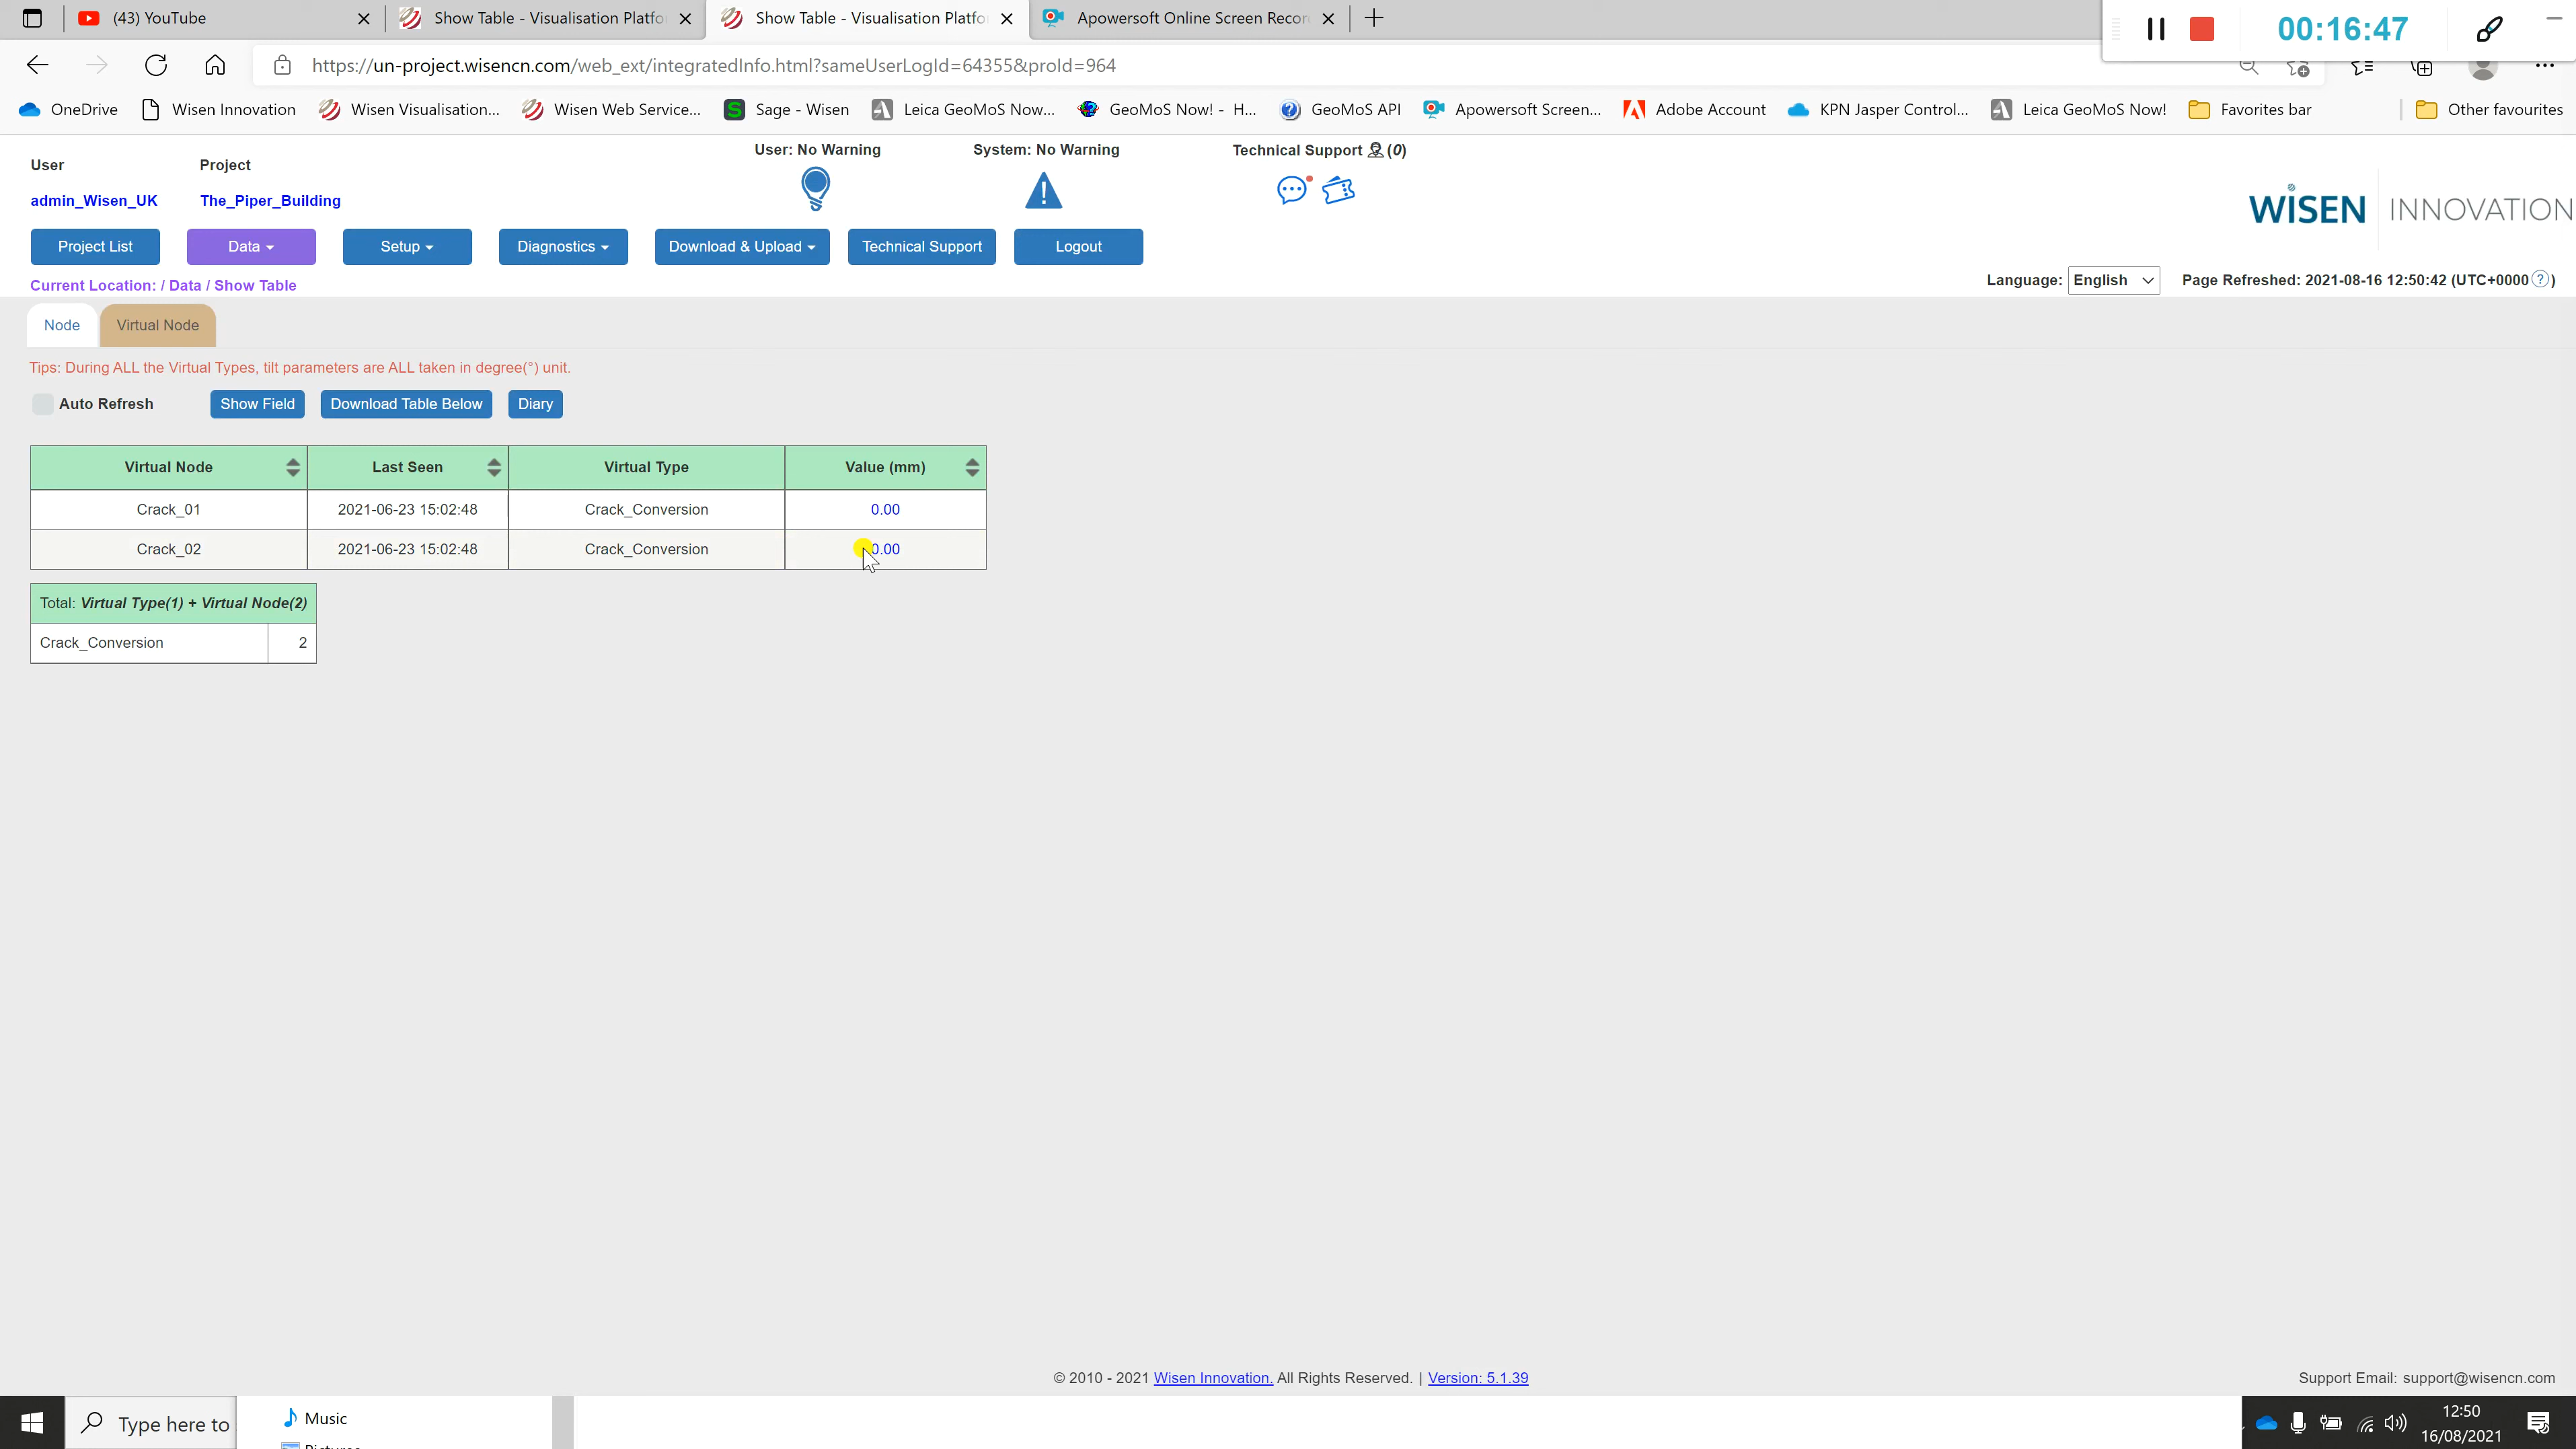 (43) YouTube
Show Table - Visualisation Platfo
Show Table - Visualisation Platfo
Apowersoft Online Screen Recor
00:16:47
https://un-project.wisencn.com/web_ext/integratedInfo.html?sameUserLogId=64355&proId=964
OneDrive
Wisen Innovation
Wisen Visualisation...
Wisen Web Service...
Sage - Wisen
Leica GeoMoS Now...
GeoMoS Now! - H...
GeoMoS API
Apowersoft Screen...
Adobe Account
KPN Jasper Control...
Leica GeoMoS Now!
Favorites bar
Other favourites
User
Project
User: No Warning
System: No Warning
Technical Support (0)
admin_Wisen_UK
The_Piper_Building
WISEN INNOVATION
Project List
Data
Setup
Diagnostics
Download & Upload
Technical Support
Logout
Current Location: / Data / Show Table
Language: English
Page Refreshed: 2021-08-16 12:50:42 (UTC+0000 ?)
Node
Virtual Node
Tips: During ALL the Virtual Types, tilt parameters are ALL taken in degree(°) unit.
Auto Refresh
Show Field
Download Table Below
Diary
Virtual Node Last Seen Virtual Type Value (mm)
Crack_01 2021-06-23 15:02:48 Crack_Conversion 0.00
Crack_02 2021-06-23 15:02:48 Crack_Conversion 0.00
Total: Virtual Type(1) + Virtual Node(2)
Crack_Conversion 2
© 2010 - 2021 Wisen Innovation. All Rights Reserved. | Version: 5.1.39
Support Email: support@wisencn.com
Type here to
Music
12:50
16/08/2021